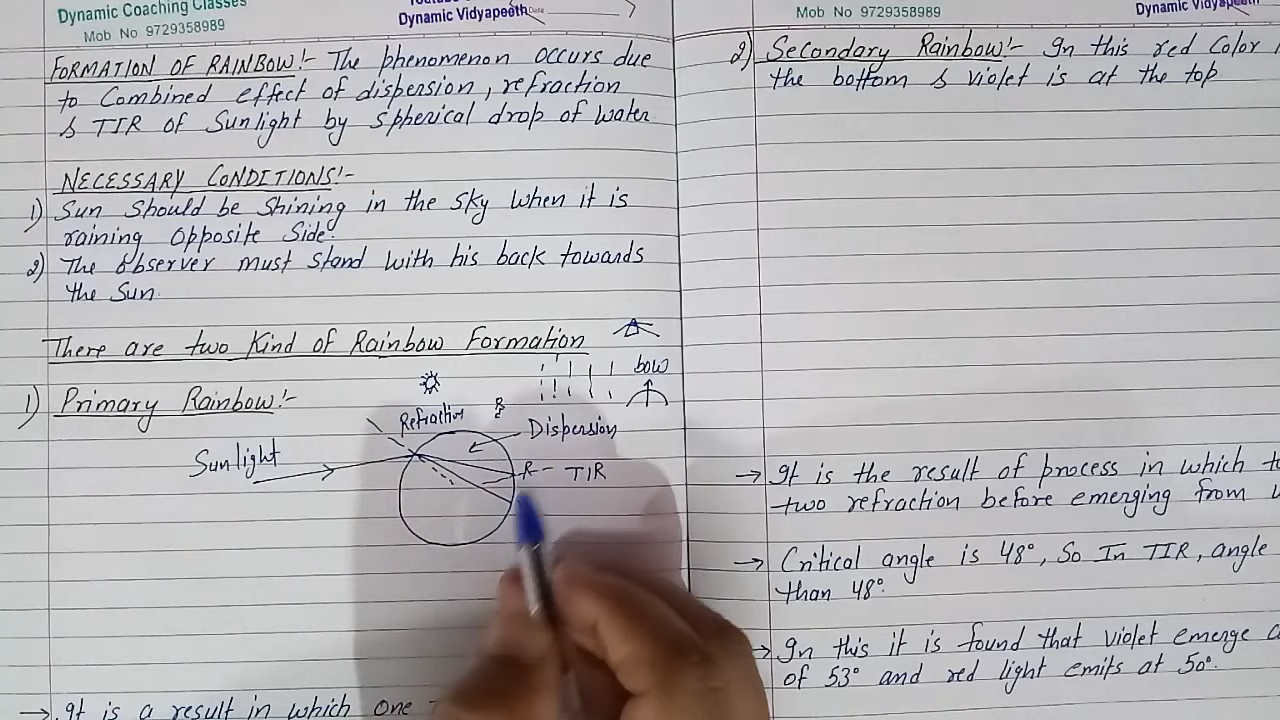 Dynamic Coaching Classes
Mob No 9729358989
Dynamic Vidyapeeth Date
FORMATION OF RAINBOW:- The phenomenon occurs due
to Combined effect of dispersion, refraction
& TIR of Sunlight by spherical drop of water
NECESSARY CONDITIONS:-
1) Sun should be shining in the sky when it is
raining opposite side.
2) The observer must stand with his back towards
the Sun.
There are two Kind of Rainbow Formation
bow
1) Primary Rainbow:-
Refraction
Dispersion
Sunlight
R - TIR
→ It is a result in which one
Mob No 9729358989
Dynamic Vidyapeeth
2) Secondary Rainbow:- In this red Color
the bottom & violet is at the top
→ It is the result of process in which
two refraction before emerging from
→ Critical angle is 48°, So In TIR, angle
than 48°.
→ In this it is found that violet emerge
of 53° and red light emits at 50°.